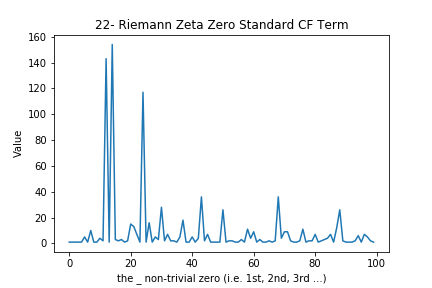 22- Riemann Zeta Zero Standard CF Term
Value
160
140
120
100
80
60
40
20
0
0 20 40 60 80 100
the _ non-trivial zero (i.e. 1st, 2nd, 3rd ...)